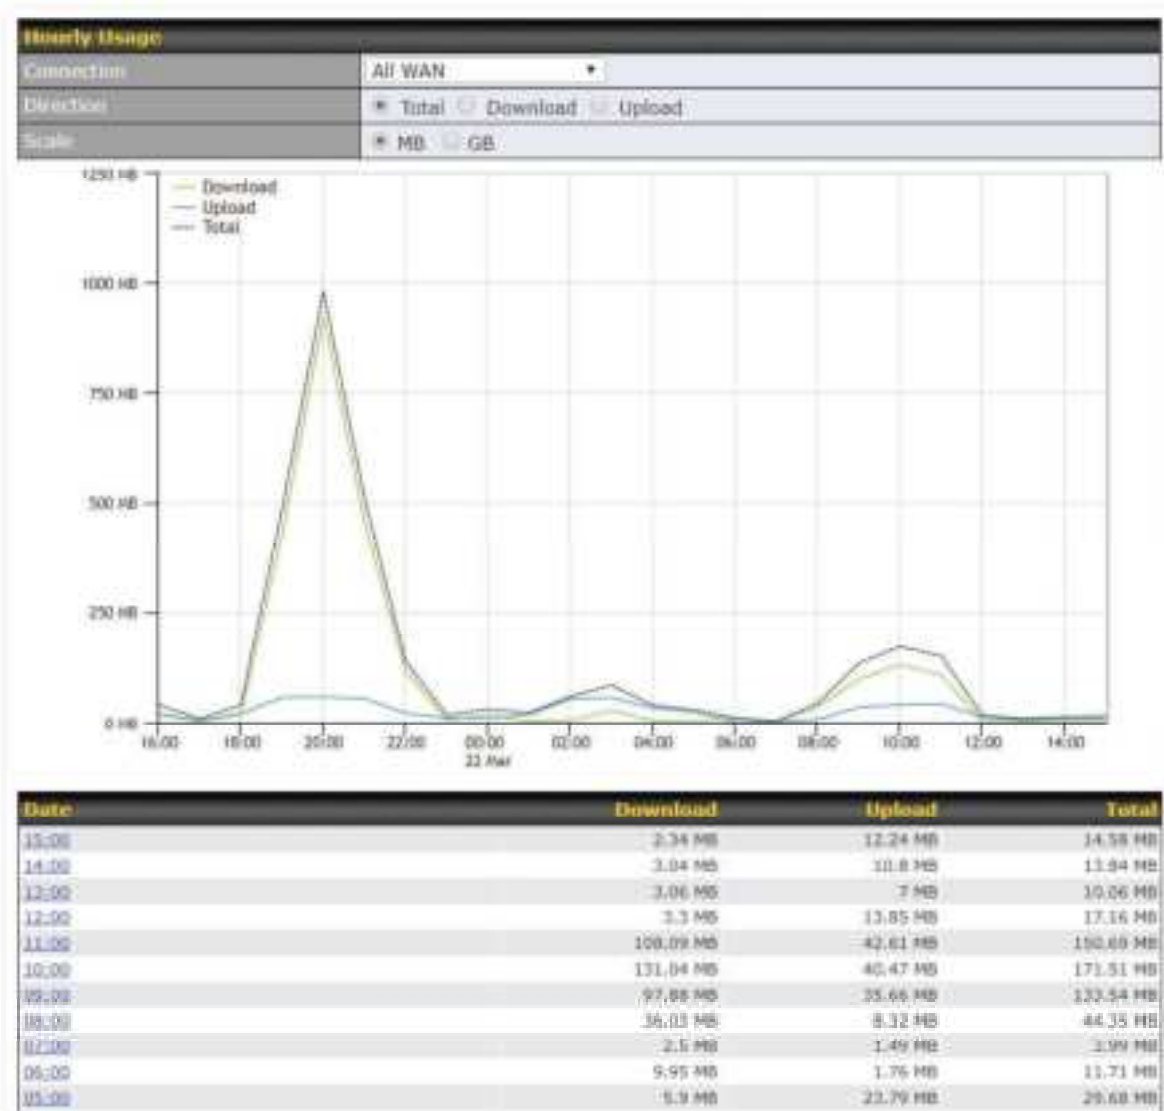 Hourly Usage
Connection All WAN
Direction Total Download Upload
Scale MB GB
1250 MB
Download
Upload
Total
1000 MB
750 MB
500 MB
250 MB
0 MB
16:00 18:00 20:00 22:00 00:00 02:00 04:00 06:00 08:00 10:00 12:00 14:00
22 Mar
Date Download Upload Total
15:00 2.34 MB 12.24 MB 14.58 MB
14:00 3.04 MB 10.8 MB 13.84 MB
13:00 3.06 MB 7 MB 10.06 MB
12:00 3.3 MB 13.85 MB 17.16 MB
11:00 108.09 MB 42.61 MB 150.69 MB
10:00 131.04 MB 40.47 MB 171.51 MB
09:00 97.88 MB 35.66 MB 133.54 MB
08:00 36.03 MB 8.32 MB 44.35 MB
07:00 2.5 MB 1.49 MB 3.99 MB
06:00 9.95 MB 1.76 MB 11.71 MB
05:00 5.9 MB 23.79 MB 29.68 MB